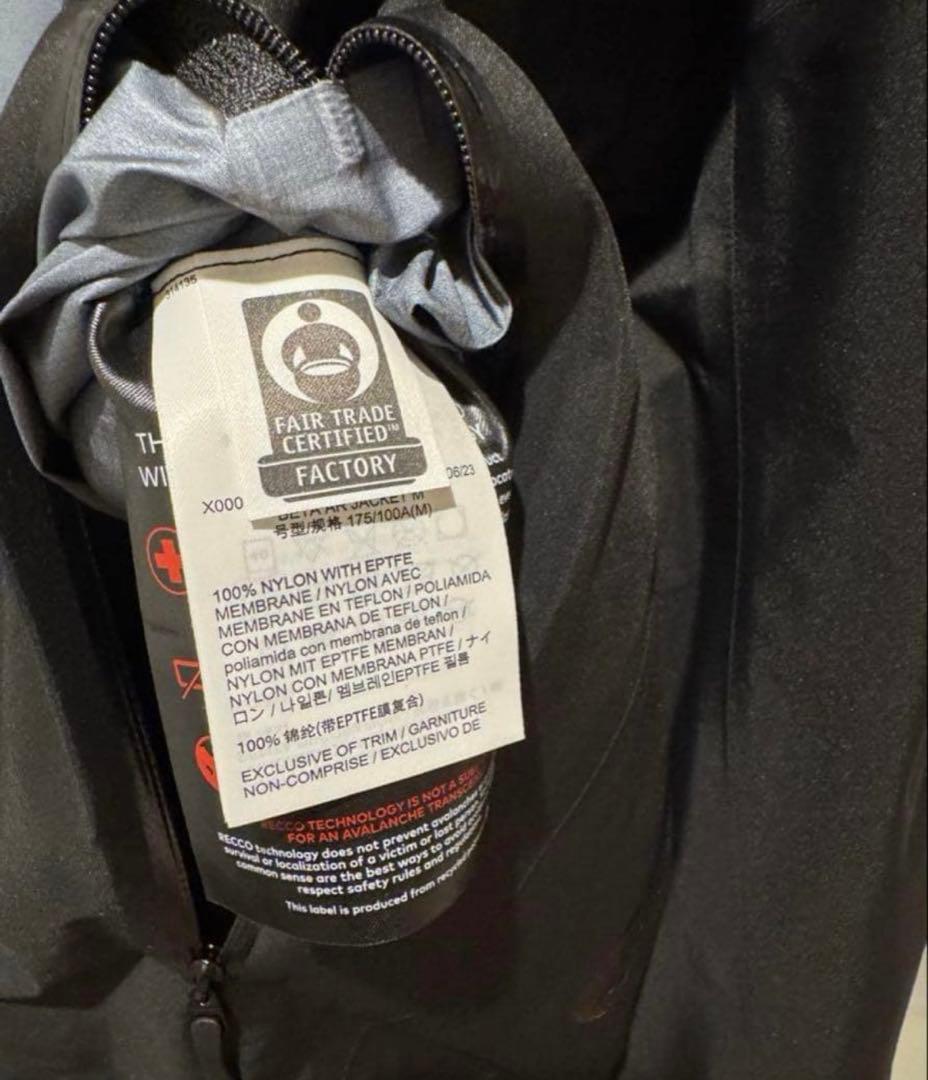 FAIR TRADE
CERTIFIED™
FACTORY
X000
06/23
BETA AR JACKET M
号型/规格 175/100A(M)
100% NYLON WITH EPTFE
MEMBRANE / NYLON AVEC
MEMBRANE EN TEFLON / POLIAMIDA
CON MEMBRANA DE TEFLON /
poliamida con membrana de teflon /
NYLON MIT EPTFE MEMBRAN /
NYLON CON MEMBRANA PTFE / ナイ
ロン / 나일론/ 멤브레인EPTFE 필름
100% 锦纶(带EPTFE膜复合)
EXCLUSIVE OF TRIM / GARNITURE
NON-COMPRISE / EXCLUSIVO DE
TH
WI
RECCO TECHNOLOGY IS NOT A
FOR AN AVALANCHE
RECCO technology does not prevent
survival or localization of a victim or lost
common sense are the best ways to
respect safety rules and
This label is produced from